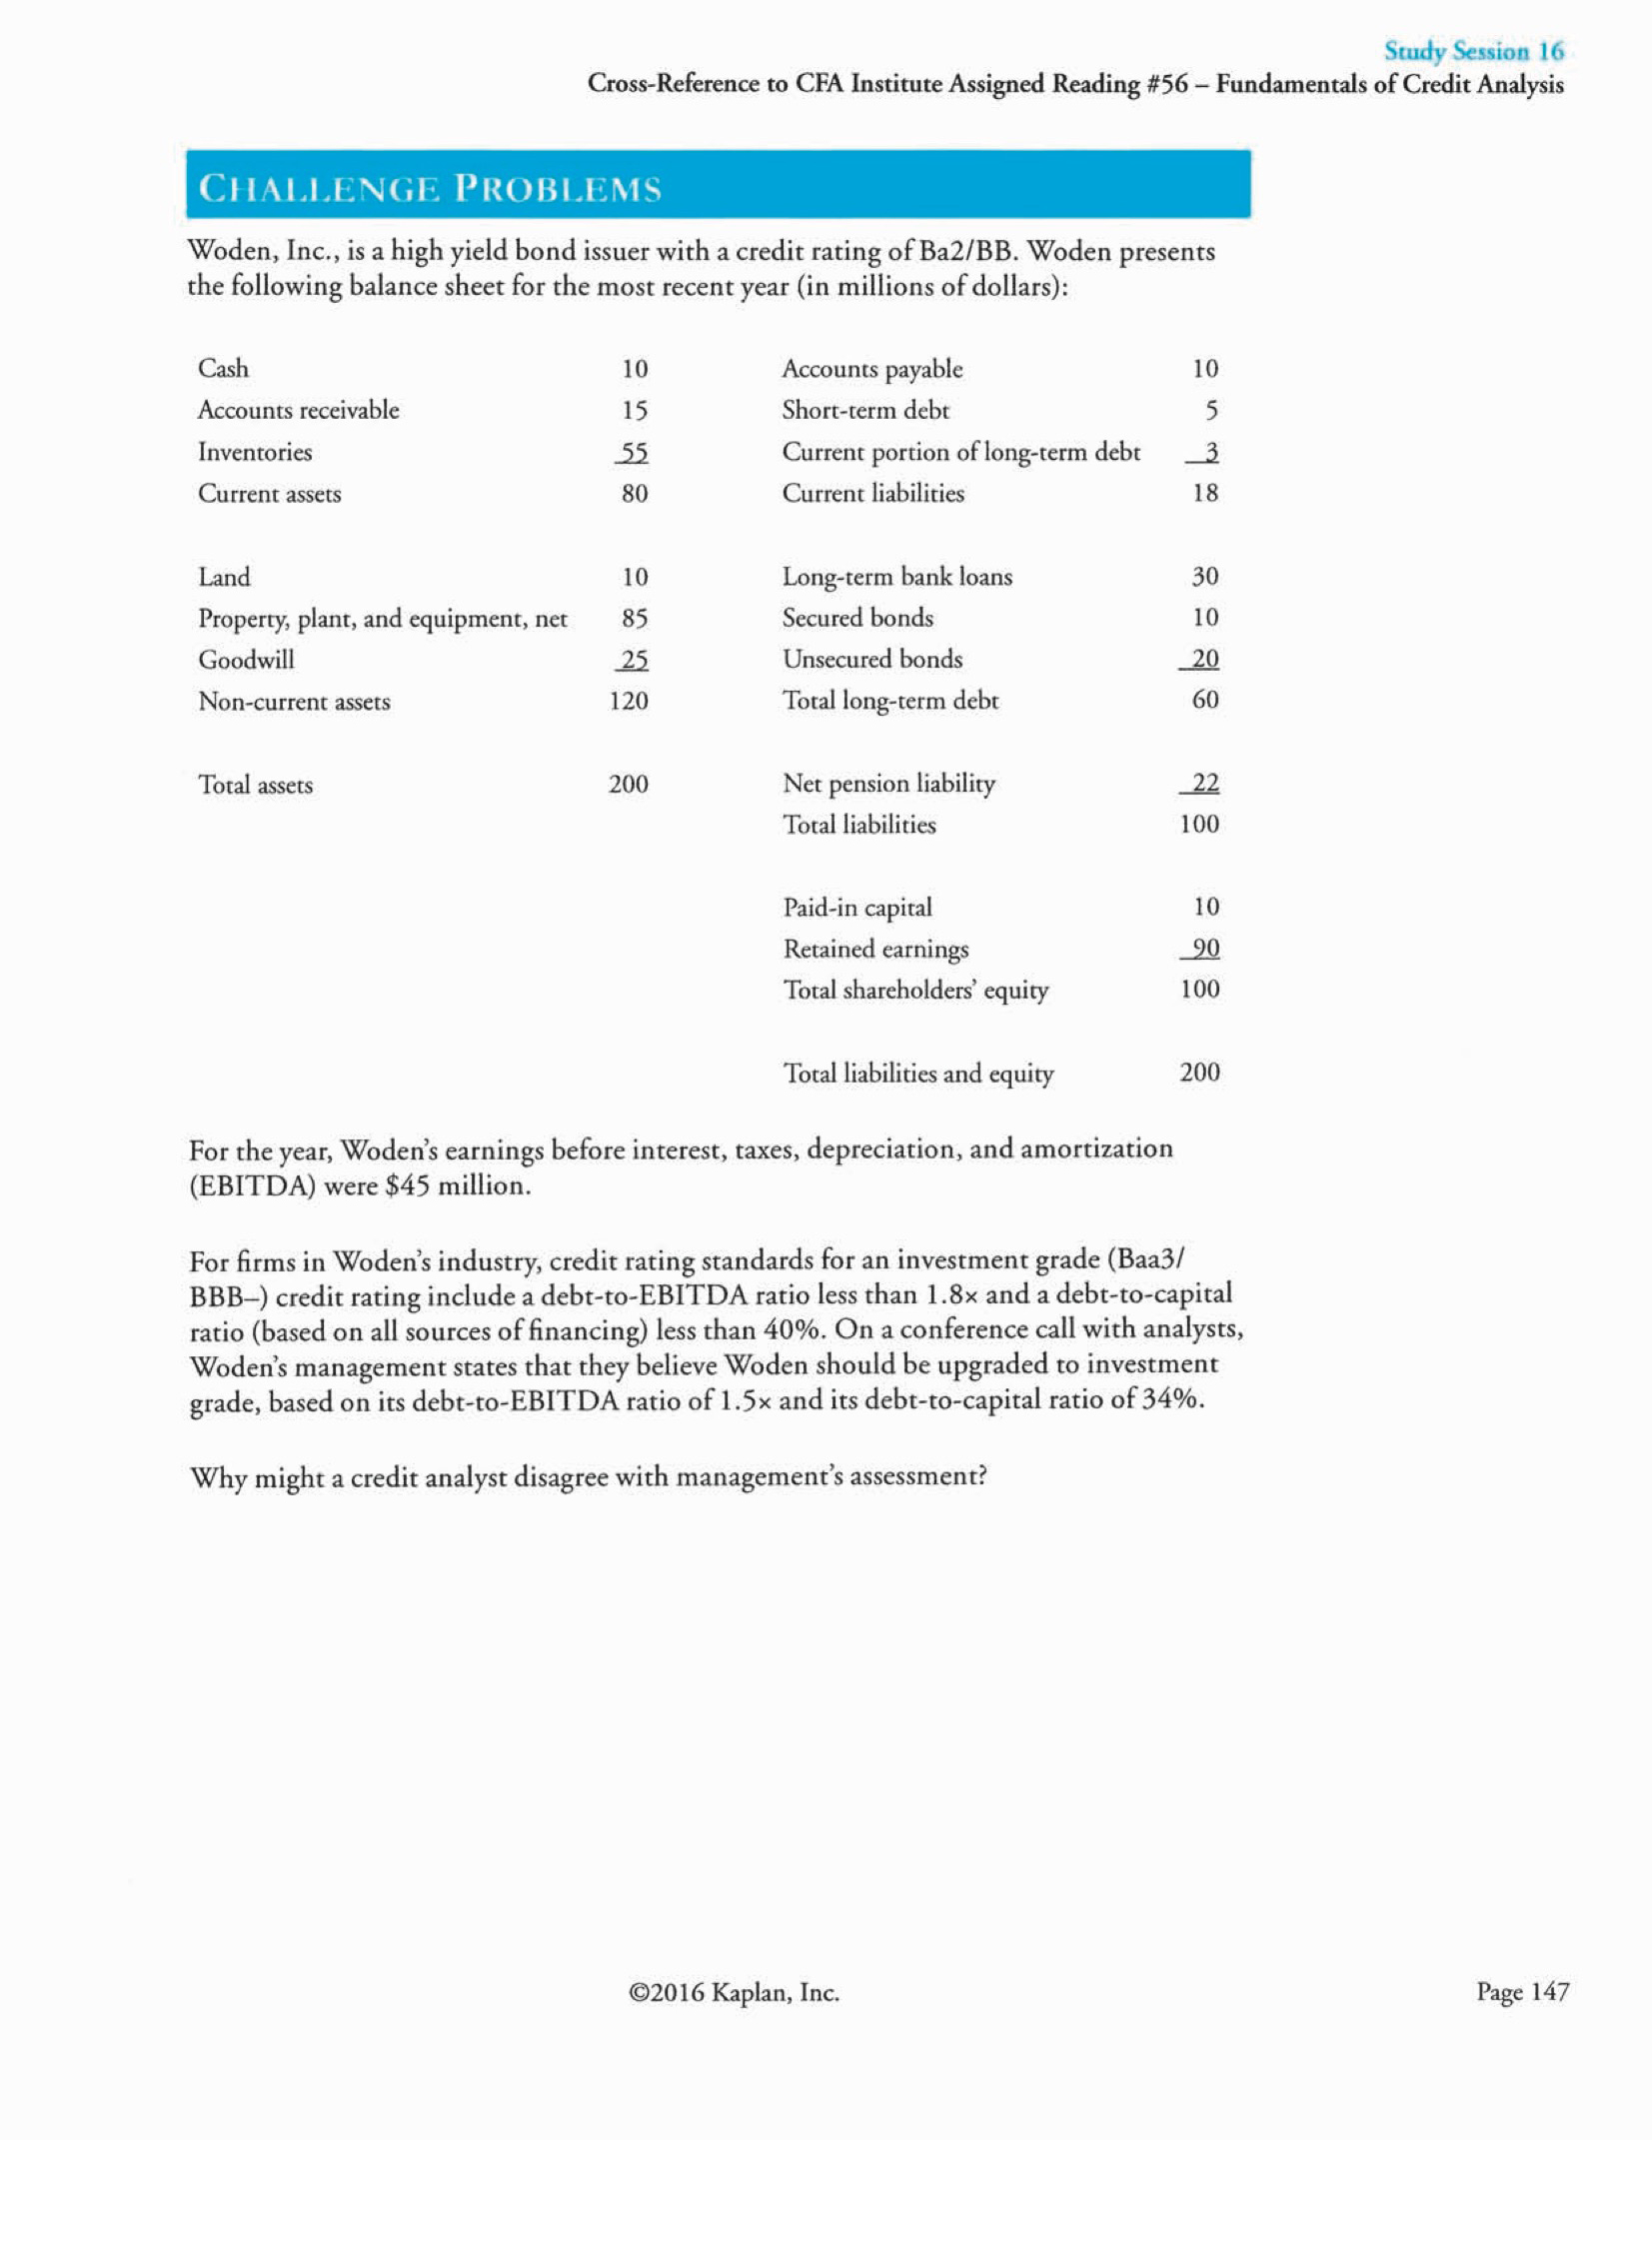 Study Session 16
Cross-Reference to CFA Institute Assigned Reading #56 – Fundamentals of Credit Analysis
CHALLENGE PROBLEMS
Woden, Inc., is a high yield bond issuer with a credit rating of Ba2/BB. Woden presents
the following balance sheet for the most recent year (in millions of dollars):
Cash 10 Accounts payable 10
Accounts receivable 15 Short-term debt 5
Inventories 55 Current portion of long-term debt 3
Current assets 80 Current liabilities 18
Land 10 Long-term bank loans 30
Property, plant, and equipment, net 85 Secured bonds 10
Goodwill 25 Unsecured bonds 20
Non-current assets 120 Total long-term debt 60
Total assets 200 Net pension liability 22
Total liabilities 100
Paid-in capital 10
Retained earnings 90
Total shareholders' equity 100
Total liabilities and equity 200
For the year, Woden's earnings before interest, taxes, depreciation, and amortization
(EBITDA) were $45 million.
For firms in Woden's industry, credit rating standards for an investment grade (Baa3/
BBB–) credit rating include a debt-to-EBITDA ratio less than 1.8× and a debt-to-capital
ratio (based on all sources of financing) less than 40%. On a conference call with analysts,
Woden's management states that they believe Woden should be upgraded to investment
grade, based on its debt-to-EBITDA ratio of 1.5× and its debt-to-capital ratio of 34%.
Why might a credit analyst disagree with management's assessment?
©2016 Kaplan, Inc.
Page 147